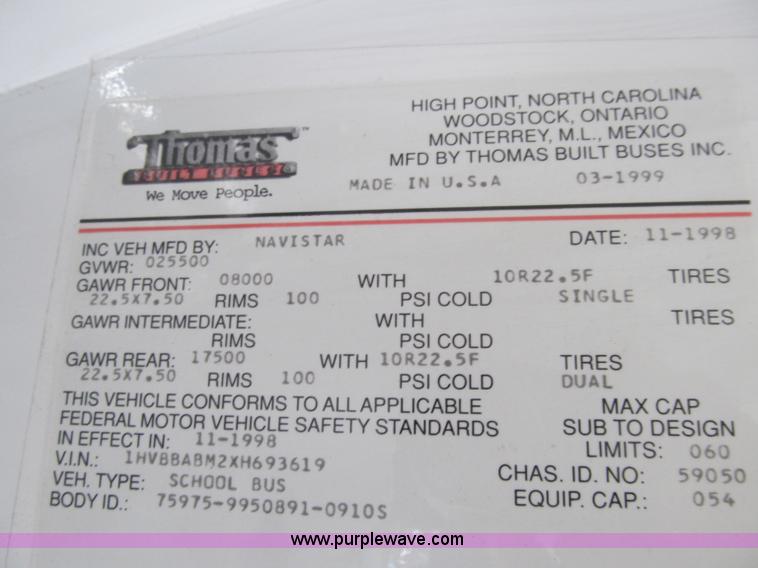 Thomas™
BUILT BUSES®
We Move People.
HIGH POINT, NORTH CAROLINA
WOODSTOCK, ONTARIO
MONTERREY, M.L., MEXICO
MFD BY THOMAS BUILT BUSES INC.
MADE IN U.S.A 03-1999
INC VEH MFD BY: NAVISTAR DATE: 11-1998
GVWR: 025500
GAWR FRONT: 08000 WITH 10R22.5F TIRES
22.5X7.50 RIMS 100 PSI COLD SINGLE
GAWR INTERMEDIATE: WITH TIRES
RIMS PSI COLD
GAWR REAR: 17500 WITH 10R22.5F TIRES
22.5X7.50 RIMS 100 PSI COLD DUAL
THIS VEHICLE CONFORMS TO ALL APPLICABLE MAX CAP
FEDERAL MOTOR VEHICLE SAFETY STANDARDS SUB TO DESIGN
IN EFFECT IN: 11-1998 LIMITS: 060
V.I.N.: 1HVBBABM2XH693619 CHAS. ID. NO: 59050
VEH. TYPE: SCHOOL BUS EQUIP. CAP.: 054
BODY ID.: 75975-9950891-0910S
www.purplewave.com